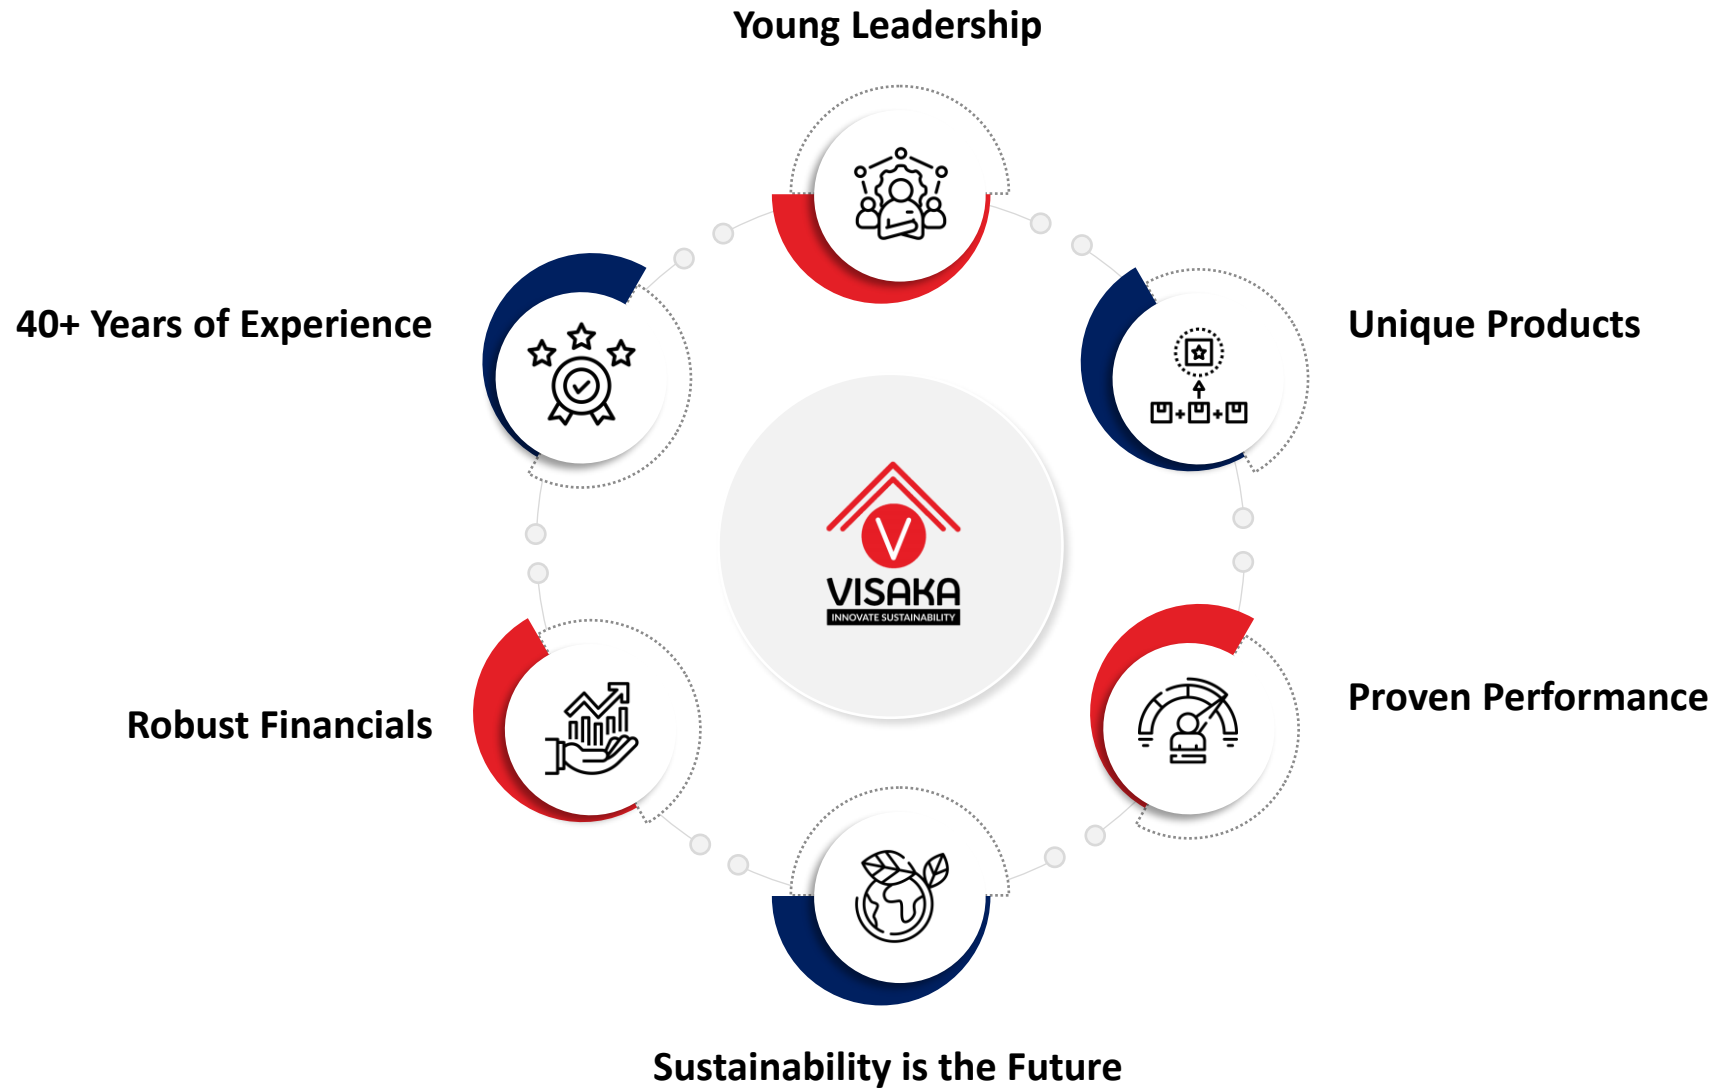 Young Leadership
40+ Years of Experience
Unique Products
V
VISAKA
INNOVATE SUSTAINABILITY
Robust Financials
Proven Performance
Sustainability is the Future